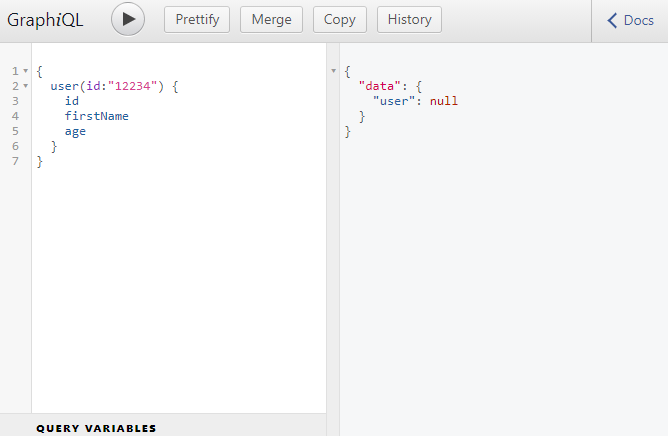 GraphiQL Prettify Merge Copy History Docs
1 {
2 user(id:"12234") {
3 id
4 firstName
5 age
6 }
7 }
{
"data": {
"user": null
}
}
QUERY VARIABLES